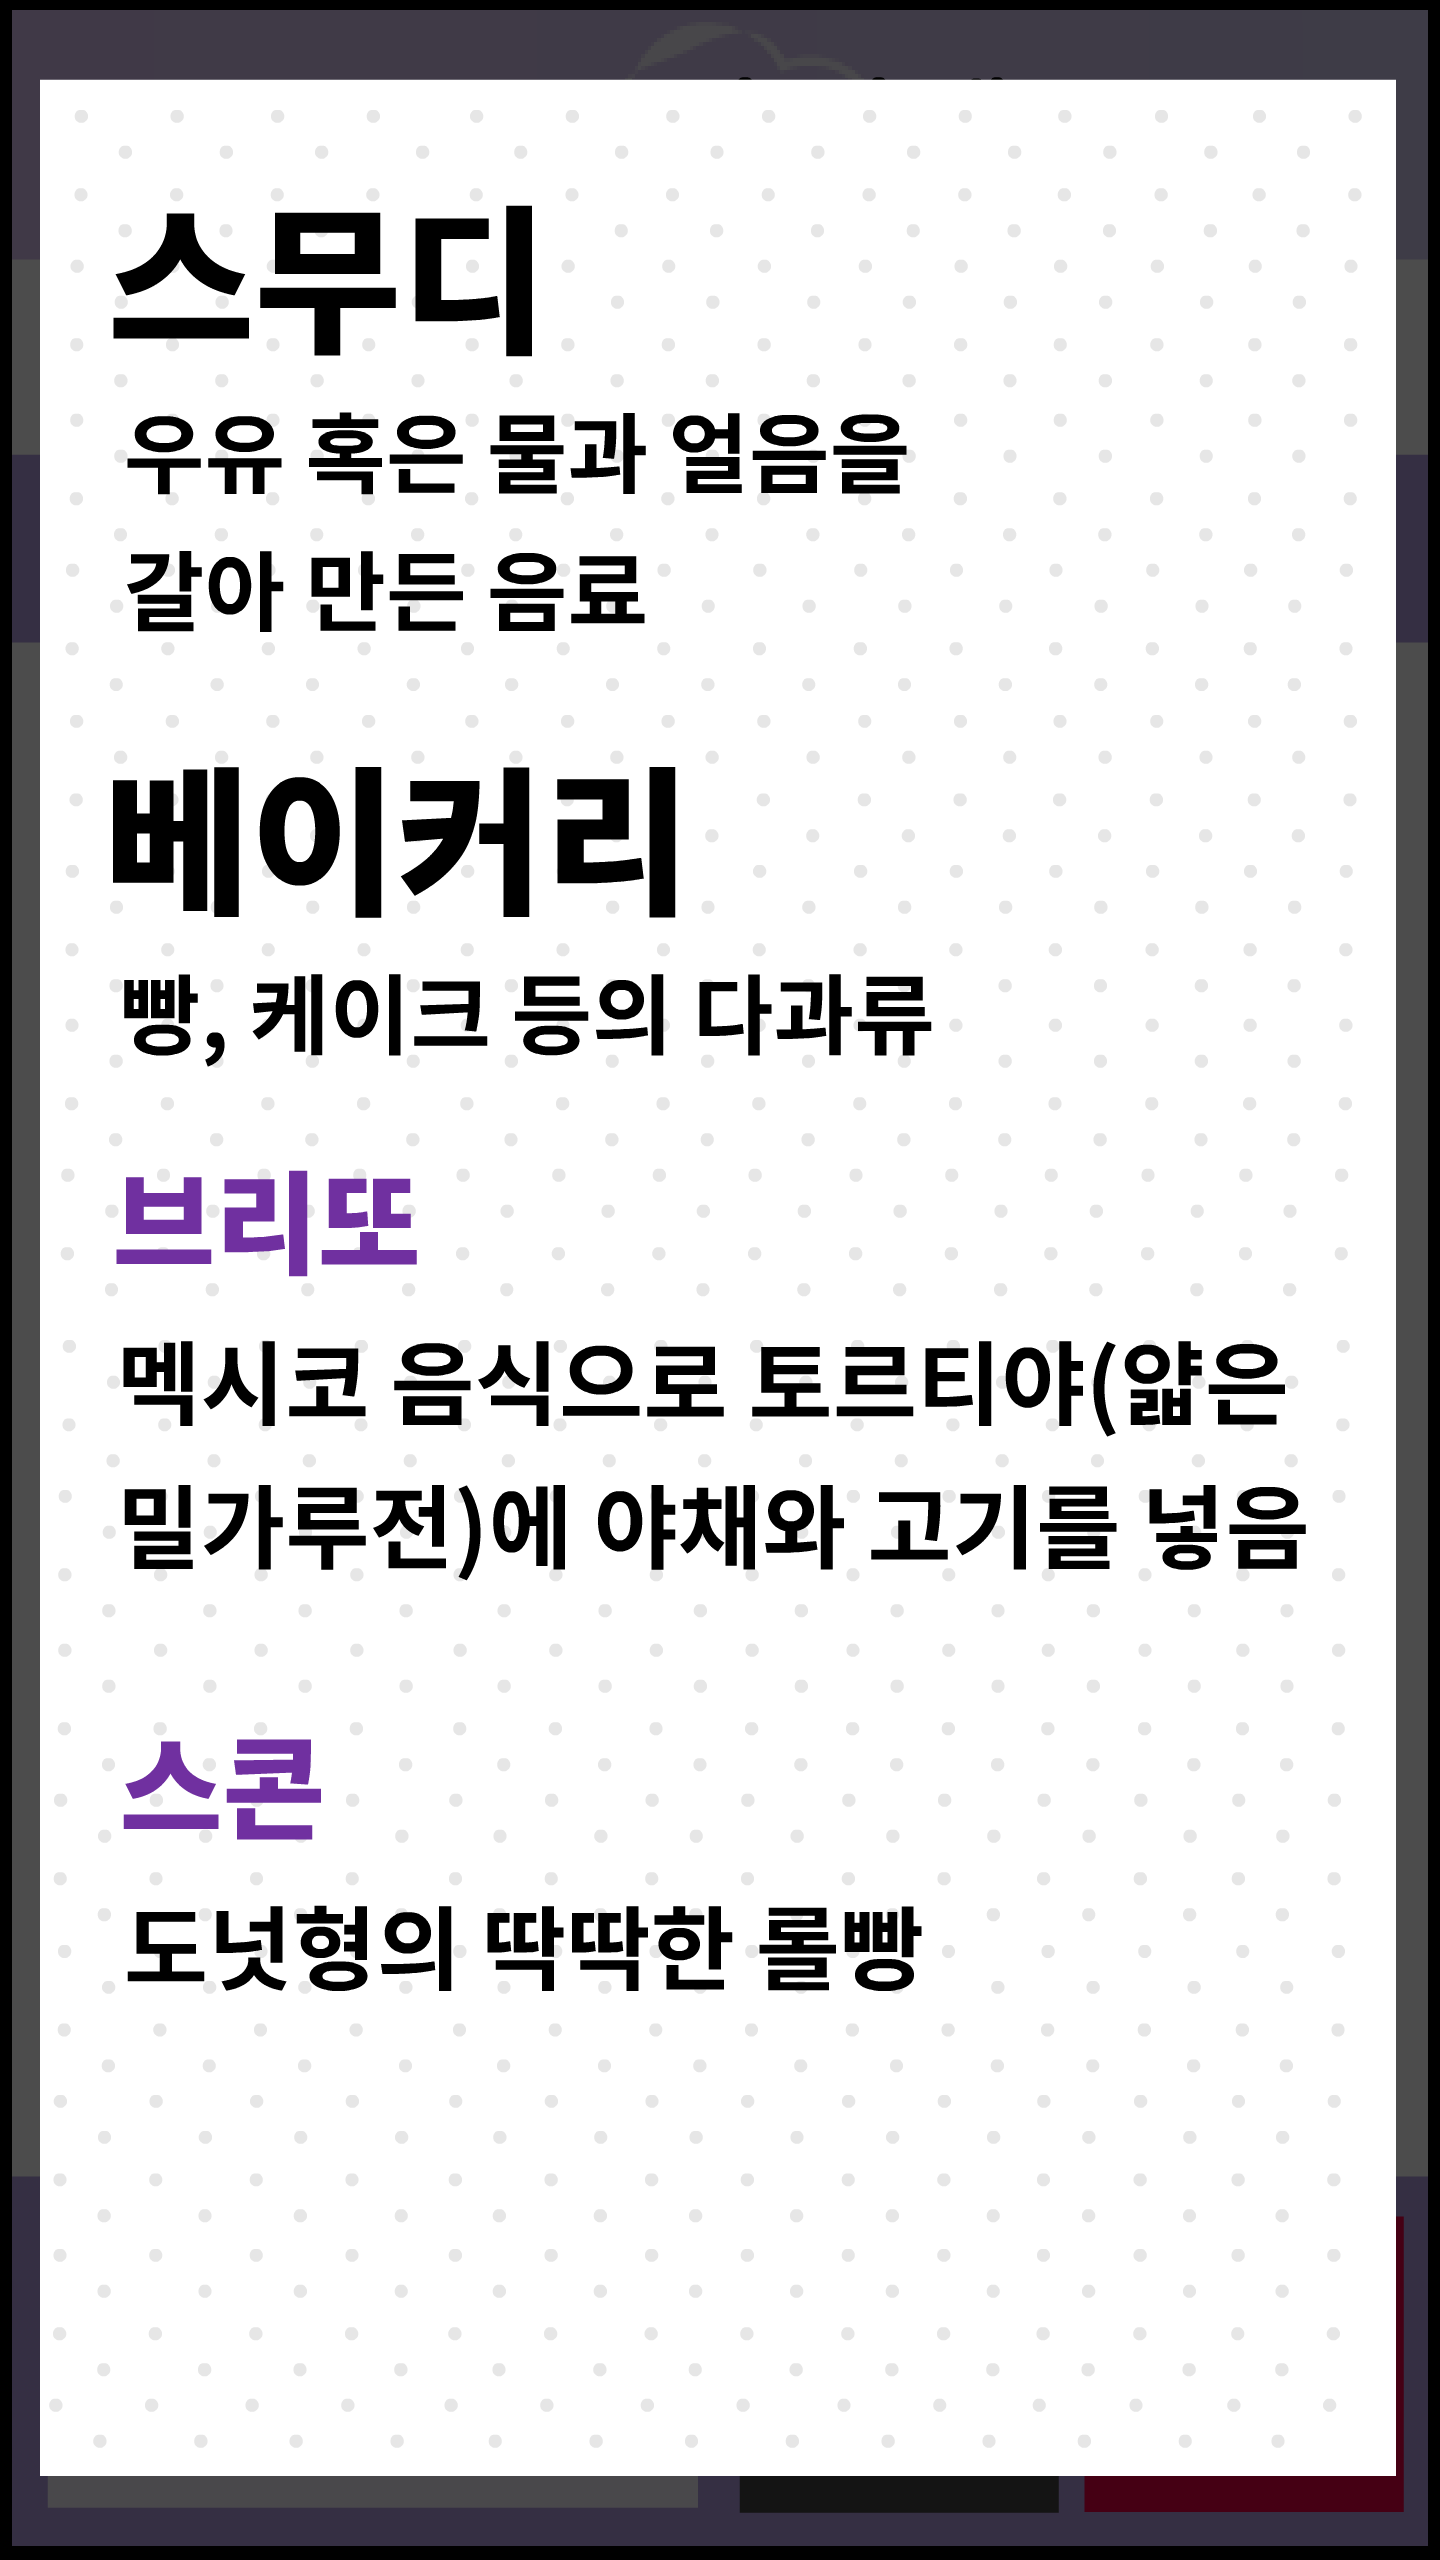 스무디
우유 혹은 물과 얼음을
갈아 만든 음료
베이커리
빵, 케이크 등의 다과류
브리또
멕시코 음식으로 토르티야(얇은
밀가루전)에 야채와 고기를 넣음
스콘
도넛형의 딱딱한 롤빵